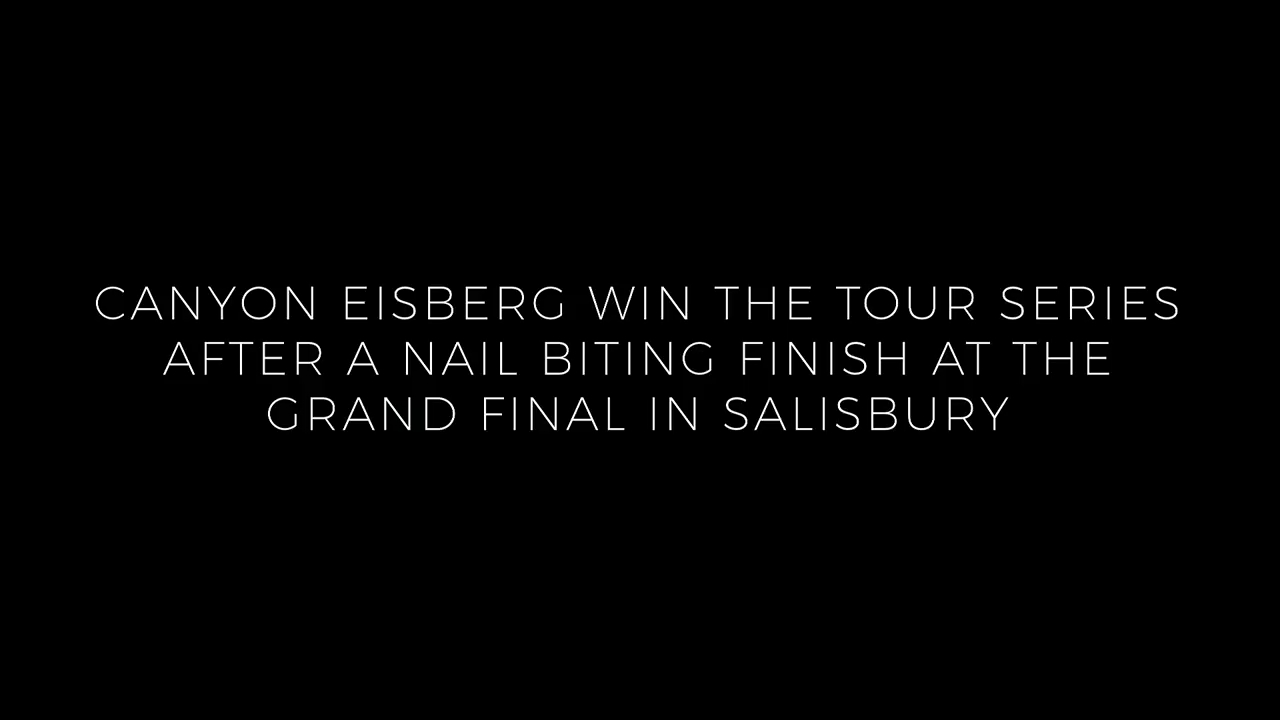 CANYON EISBERG WIN THE TOUR SERIES
AFTER A NAIL BITING FINISH AT THE
GRAND FINAL IN SALISBURY